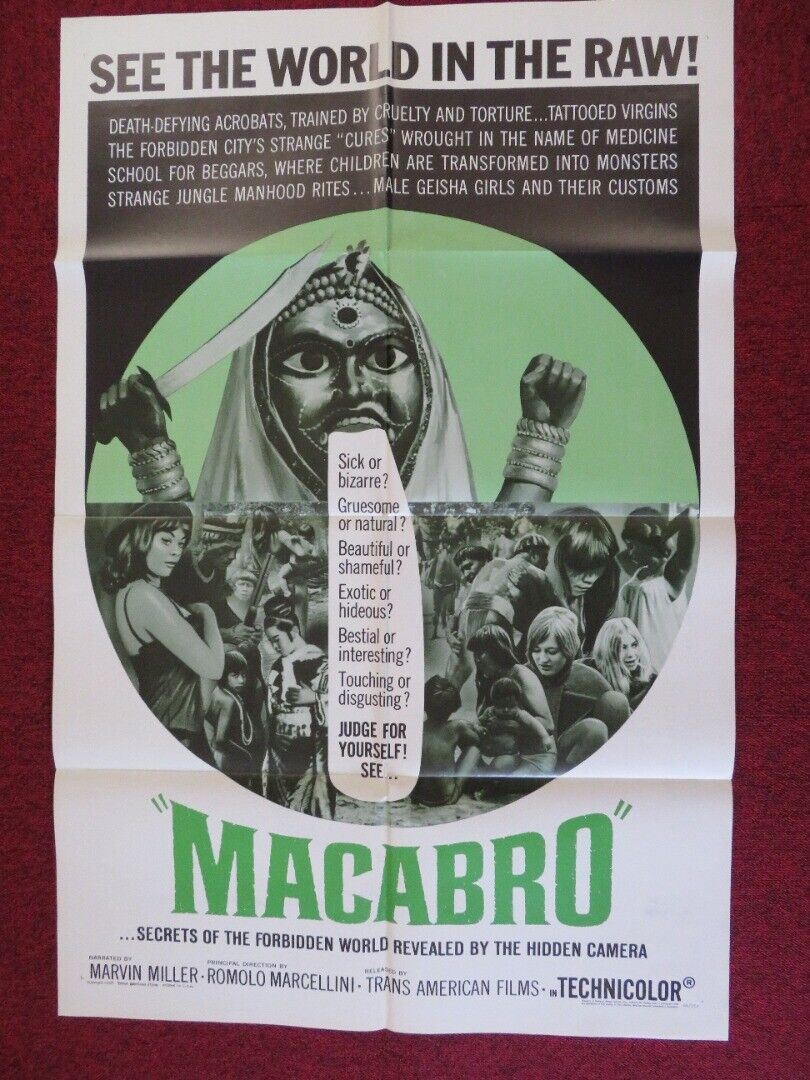 SEE THE WORLD IN THE RAW!
DEATH-DEFYING ACROBATS, TRAINED BY CRUELTY AND TORTURE...TATTOOED VIRGINS
THE FORBIDDEN CITY'S STRANGE "CURES" WROUGHT IN THE NAME OF MEDICINE
SCHOOL FOR BEGGARS, WHERE CHILDREN ARE TRANSFORMED INTO MONSTERS
STRANGE JUNGLE MANHOOD RITES...MALE GEISHA GIRLS AND THEIR CUSTOMS
Sick or
bizarre?
Gruesome
or natural?
Beautiful or
shameful?
Exotic or
hideous?
Bestial or
interesting?
Touching or
disgusting?
JUDGE FOR
YOURSELF!
SEE...
"MACABRO"
...SECRETS OF THE FORBIDDEN WORLD REVEALED BY THE HIDDEN CAMERA
NARRATED BY MARVIN MILLER · PRINCIPAL DIRECTION BY ROMOLO MARCELLINI · RELEASED BY TRANS AMERICAN FILMS · IN TECHNICOLOR®